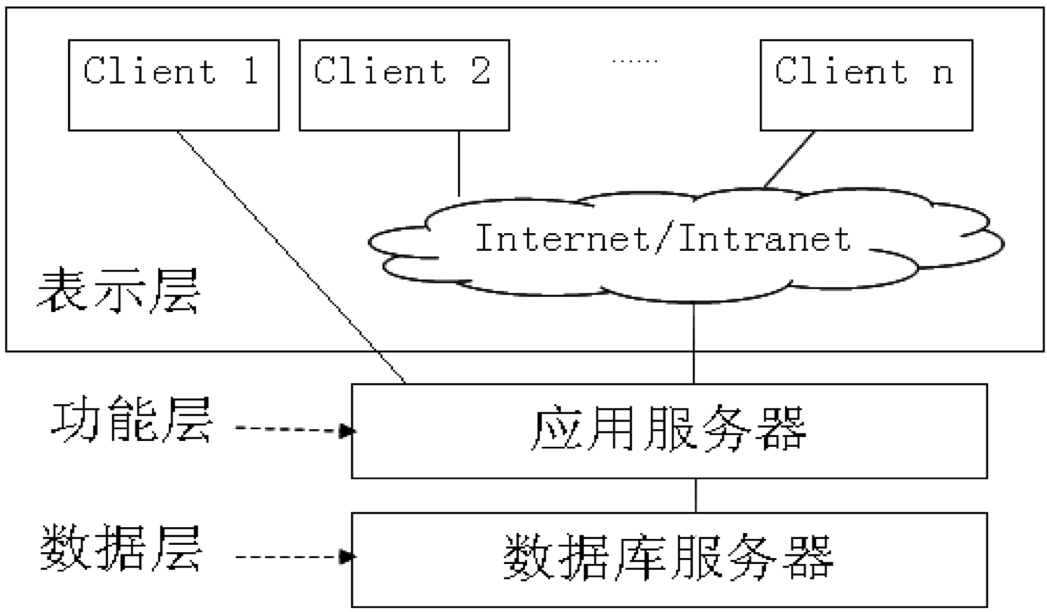 Client 1
Client 2
······
Client n
Internet/Intranet
表示层
功能层
应用服务器
数据层
数据库服务器